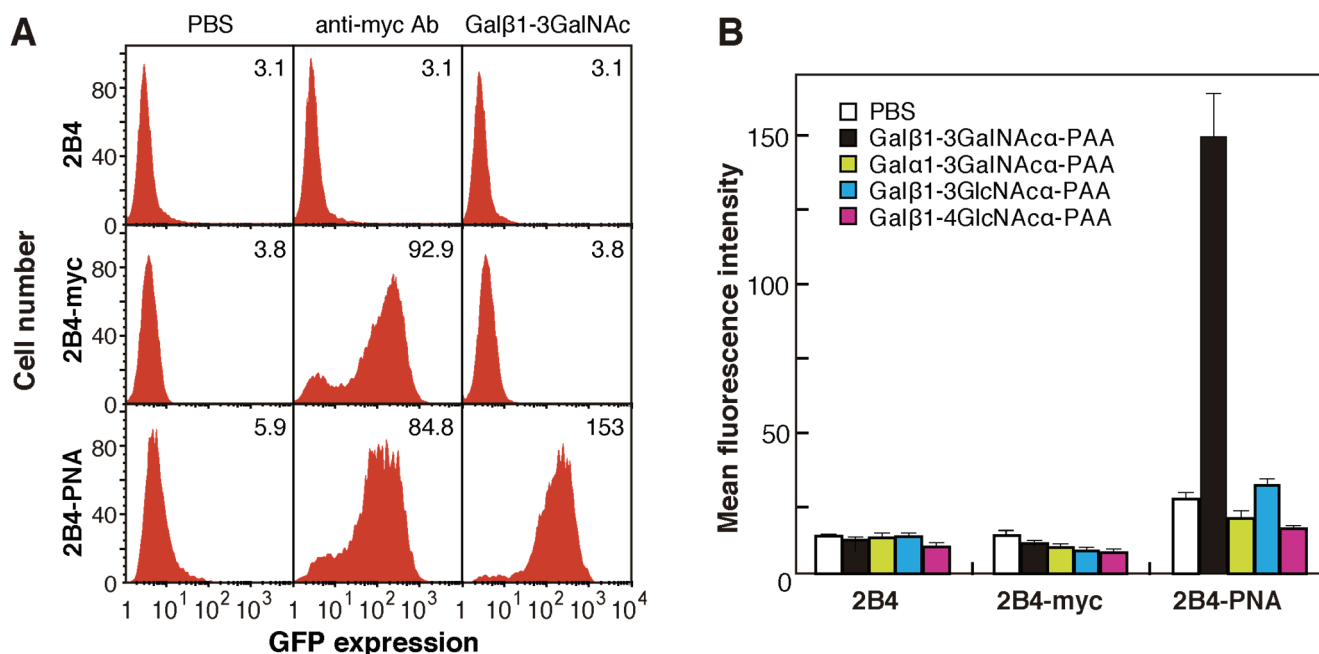 A
PBS
anti-myc Ab
Galβ1-3GalNAc
Cell number
2B4
80
40
0
3.1
3.1
3.1
2B4-myc
80
40
0
3.8
92.9
3.8
2B4-PNA
80
40
0
5.9
84.8
153
1 10¹ 10² 10³ 1 10¹ 10² 10³ 1 10¹ 10² 10³ 10⁴
GFP expression
B
Mean fluorescence intensity
150
100
50
0
PBS
Galβ1-3GalNAcα-PAA
Galα1-3GalNAcα-PAA
Galβ1-3GlcNAcα-PAA
Galβ1-4GlcNAcα-PAA
2B4
2B4-myc
2B4-PNA